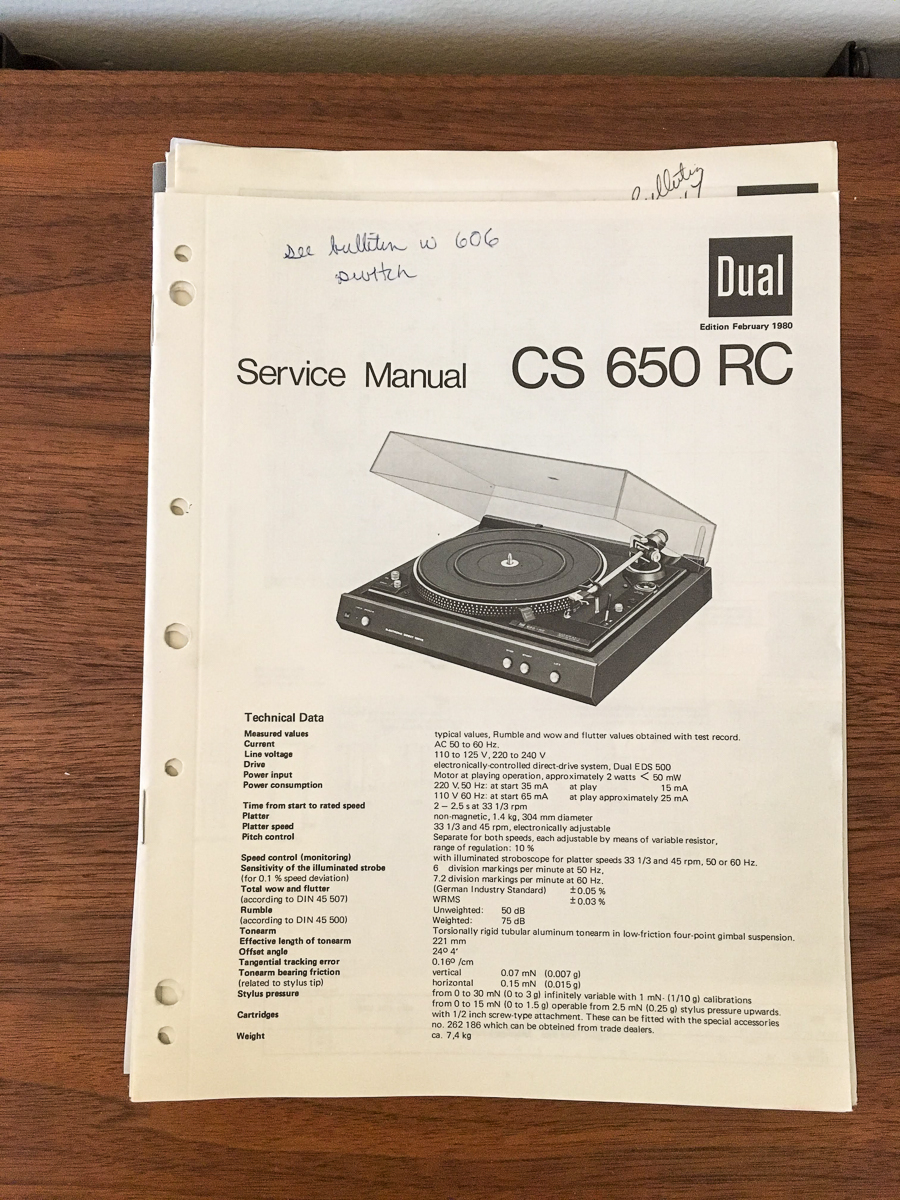 Bulletin
see bulliten w 606
switch
Dual
Edition February 1980
Service Manual CS 650 RC
Technical Data
Measured values typical values, Rumble and wow and flutter values obtained with test record.
Current AC 50 to 60 Hz.
Line voltage 110 to 125 V, 220 to 240 V
Drive electronically-controlled direct-drive system, Dual EDS 500
Power input Motor at playing operation, approximately 2 watts < 50 mW
Power consumption 220 V, 50 Hz: at start 35 mA at play 15 mA
110 V 60 Hz: at start 65 mA at play approximately 25 mA
Time from start to rated speed 2 – 2.5 s at 33 1/3 rpm
Platter non-magnetic, 1.4 kg, 304 mm diameter
Platter speed 33 1/3 and 45 rpm, electronically adjustable
Pitch control Separate for both speeds, each adjustable by means of variable resistor,
range of regulation: 10 %
Speed control (monitoring) with illuminated stroboscope for platter speeds 33 1/3 and 45 rpm, 50 or 60 Hz.
Sensitivity of the illuminated strobe 6 division markings per minute at 50 Hz,
(for 0.1 % speed deviation) 7.2 division markings per minute at 60 Hz.
Total wow and flutter (German Industry Standard) ± 0.05 %
(according to DIN 45 507) WRMS ± 0.03 %
Rumble Unweighted: 50 dB
(according to DIN 45 500) Weighted: 75 dB
Tonearm Torsionally rigid tubular aluminum tonearm in low-friction four-point gimbal suspension.
Effective length of tonearm 221 mm
Offset angle 24º 4'
Tangential tracking error 0.16º /cm
Tonearm bearing friction vertical 0.07 mN (0.007 g)
(related to stylus tip) horizontal 0.15 mN (0.015 g)
Stylus pressure from 0 to 30 mN (0 to 3 g) infinitely variable with 1 mN- (1/10 g) calibrations
from 0 to 15 mN (0 to 1.5 g) operable from 2.5 mN (0.25 g) stylus pressure upwards.
Cartridges with 1/2 inch screw-type attachment. These can be fitted with the special accessories
no. 262 186 which can be obtained from trade dealers.
Weight ca. 7,4 kg